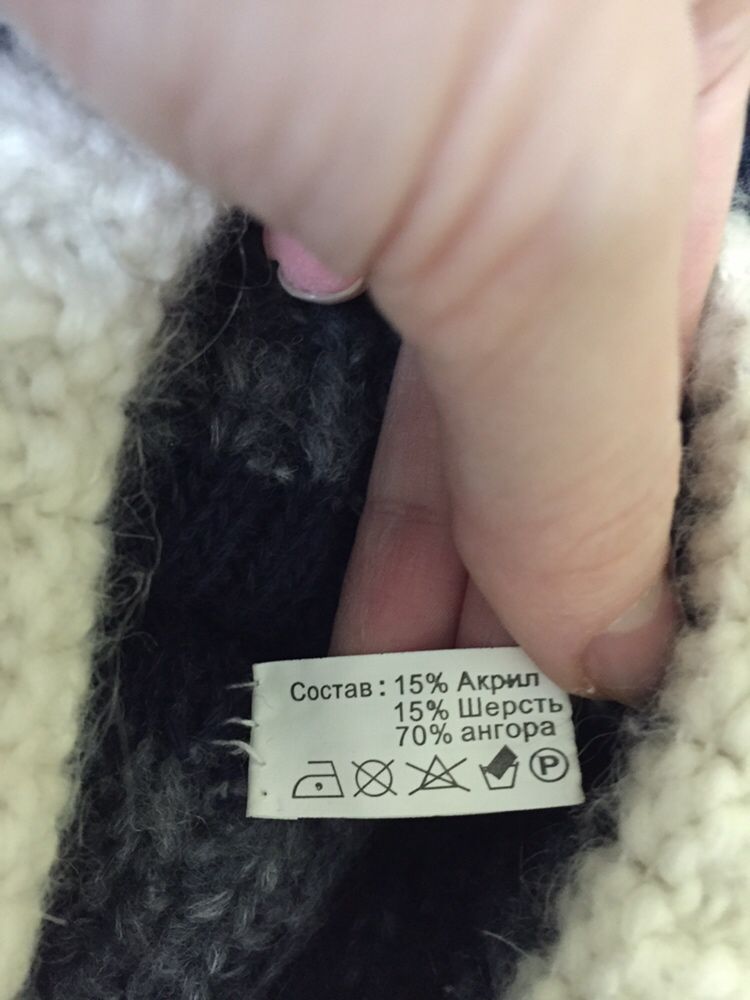 Состав: 15% Акрил
15% Шерсть
70% ангора
P